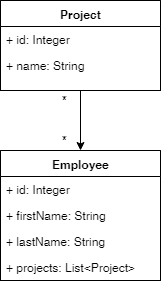 Project
+ id: Integer
+ name: String
*
*
Employee
+ id: Integer
+ firstName: String
+ lastName: String
+ projects: List<Project>